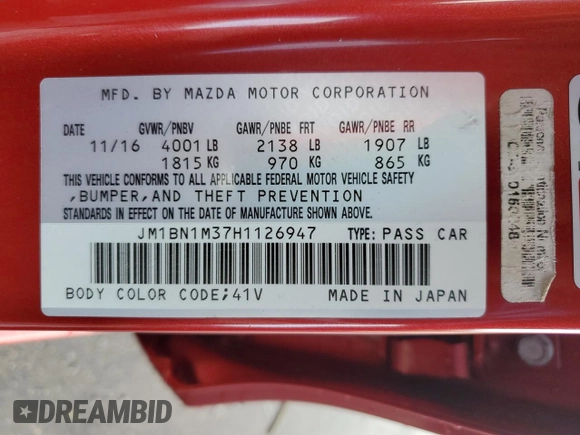 MFD. BY MAZDA MOTOR CORPORATION
DATE GVWR/PNBV GAWR/PNBE FRT GAWR/PNBE RR
11/16 4001 LB 2138 LB 1907 LB
1815 KG 970 KG 865 KG
THIS VEHICLE CONFORMS TO ALL APPLICABLE FEDERAL MOTOR VEHICLE SAFETY
,BUMPER,AND THEFT PREVENTION
STANDARDS IN EFFECT ON THE DATE OF MANUFACTURE SHOWN ABOVE.
JM1BN1M37H1126947 TYPE: PASS CAR
BODY COLOR CODE;41V MADE IN JAPAN
DREAMBID